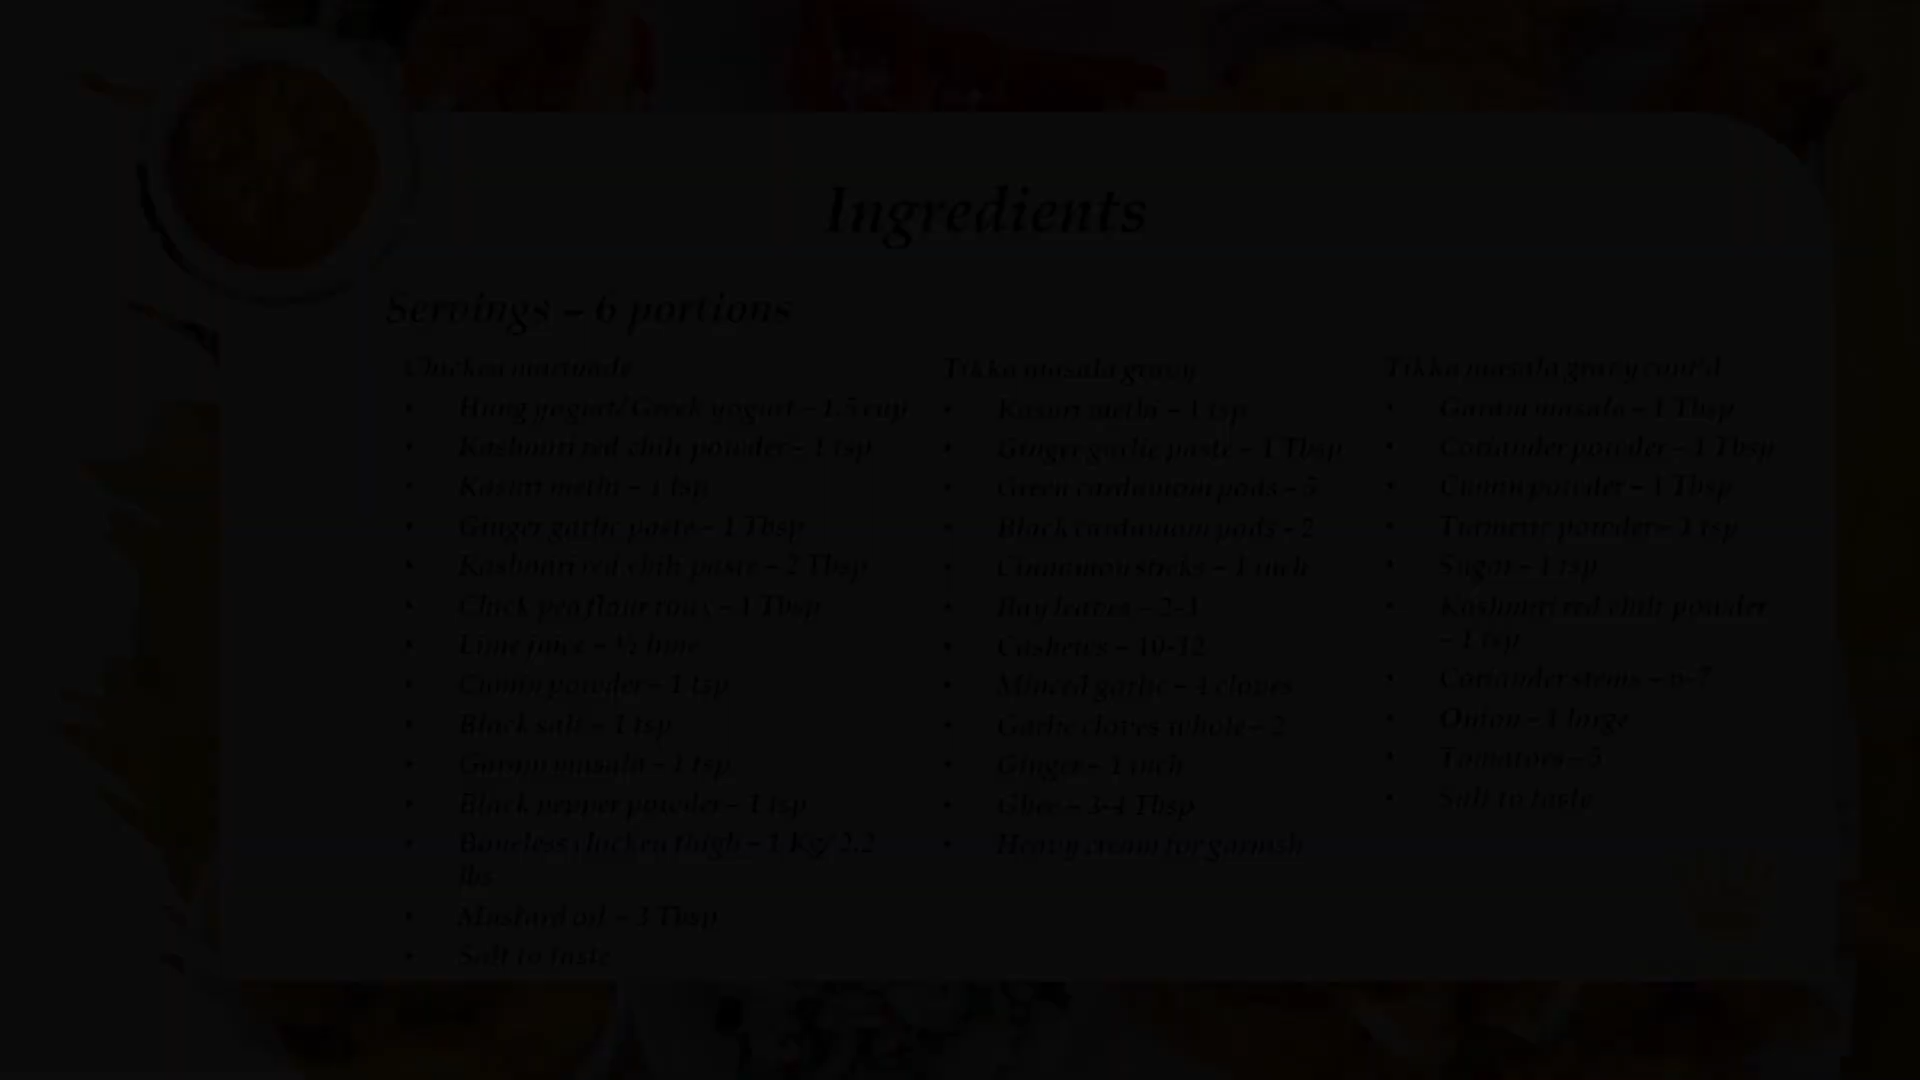 Ingredients
Servings – 6 portions
Chicken marinade
• Hung yogurt/Greek yogurt – 1.5 cup
• Kashmiri red chili powder – 1 tsp
• Kasuri methi – 1 tsp
• Ginger garlic paste – 1 Tbsp
• Kashmiri red chili paste – 2 Tbsp
• Chick pea flour roux – 1 Tbsp
• Lime juice – ½ lime
• Cumin powder – 1 tsp
• Black salt – 1 tsp
• Garam masala – 1 tsp
• Black pepper powder – 1 tsp
• Boneless chicken thigh – 1 Kg/ 2.2
lbs
• Mustard oil – 3 Tbsp
• Salt to taste
Tikka masala gravy
• Kasuri methi – 1 tsp
• Ginger garlic paste – 1 Tbsp
• Green cardamom pods – 5
• Black cardamom pods – 2
• Cinnamon sticks – 1 inch
• Bay leaves – 2-3
• Cashews – 10-12
• Minced garlic – 4 cloves
• Garlic cloves whole – 2
• Ginger – 1 inch
• Ghee – 3-4 Tbsp
• Heavy cream for garnish
Tikka masala gravy cont'd
• Garam masala – 1 Tbsp
• Coriander powder – 1 Tbsp
• Cumin powder – 1 Tbsp
• Turmeric powder – 1 tsp
• Sugar – 1 tsp
• Kashmiri red chili powder
– 1 tsp
• Coriander stems – 6-7
• Onion – 1 large
• Tomatoes – 5
• Salt to taste